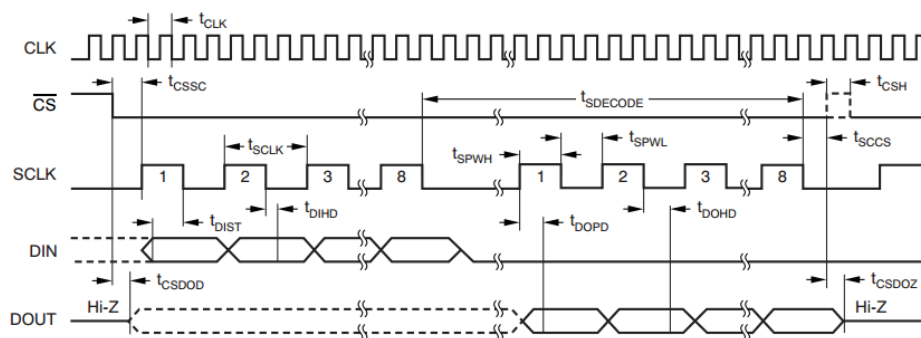 tCLK
CLK
tCSSC
tCSH
CS
tSDECODE
tSCLK
tSPWH
tSPWL
tSCCS
SCLK
1 2 3 8 1 2 3 8
tDIST
tDIHD
tDOPD
tDOHD
DIN
tCSDOD
tCSDOZ
Hi-Z
Hi-Z
DOUT